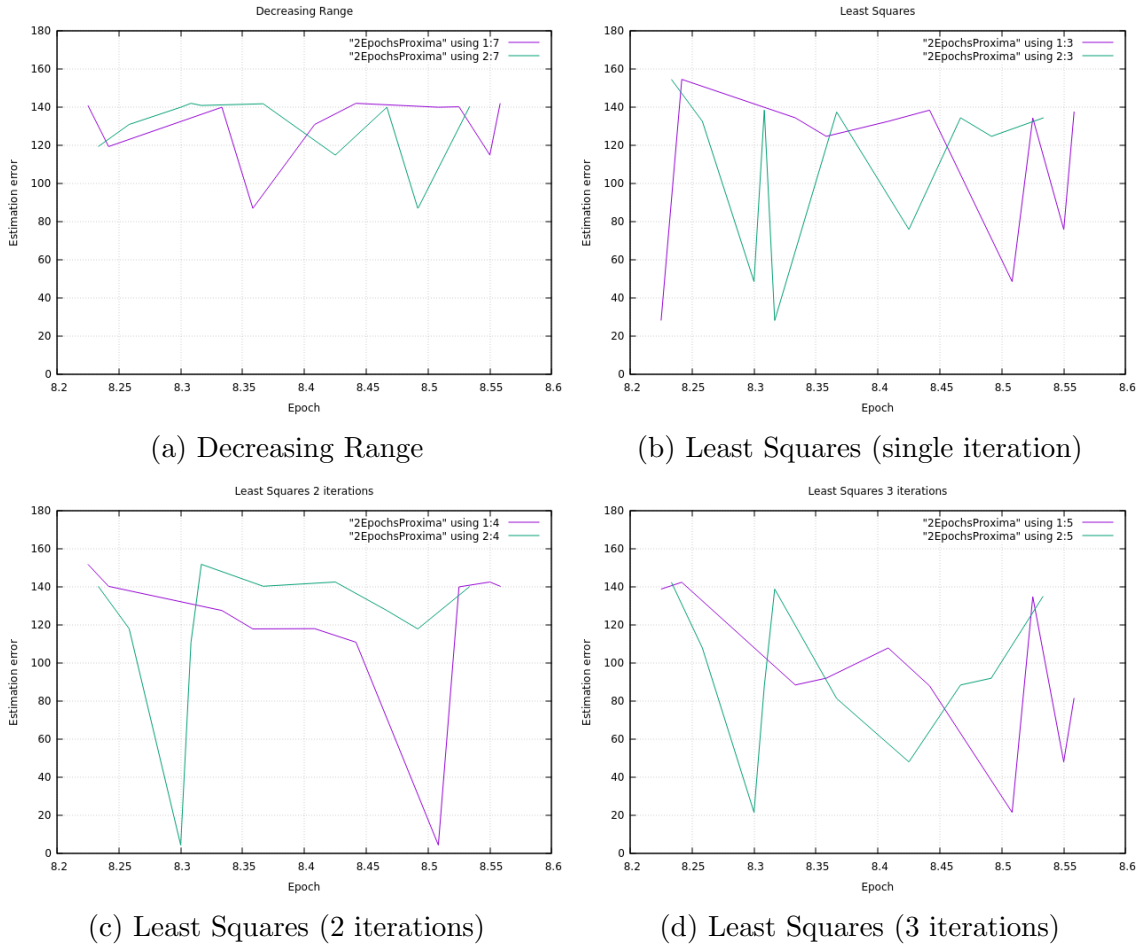 Decreasing Range
180
160
140
120
100
80
60
40
20
0
Estimation error
"2EpochsProxima" using 1:7
"2EpochsProxima" using 2:7
8.2 8.25 8.3 8.35 8.4 8.45 8.5 8.55 8.6
Epoch
(a) Decreasing Range
Least Squares
180
160
140
120
100
80
60
40
20
0
Estimation error
"2EpochsProxima" using 1:3
"2EpochsProxima" using 2:3
8.2 8.25 8.3 8.35 8.4 8.45 8.5 8.55 8.6
Epoch
(b) Least Squares (single iteration)
Least Squares 2 iterations
180
160
140
120
100
80
60
40
20
0
Estimation error
"2EpochsProxima" using 1:4
"2EpochsProxima" using 2:4
8.2 8.25 8.3 8.35 8.4 8.45 8.5 8.55 8.6
Epoch
(c) Least Squares (2 iterations)
Least Squares 3 iterations
180
160
140
120
100
80
60
40
20
0
Estimation error
"2EpochsProxima" using 1:5
"2EpochsProxima" using 2:5
8.2 8.25 8.3 8.35 8.4 8.45 8.5 8.55 8.6
Epoch
(d) Least Squares (3 iterations)